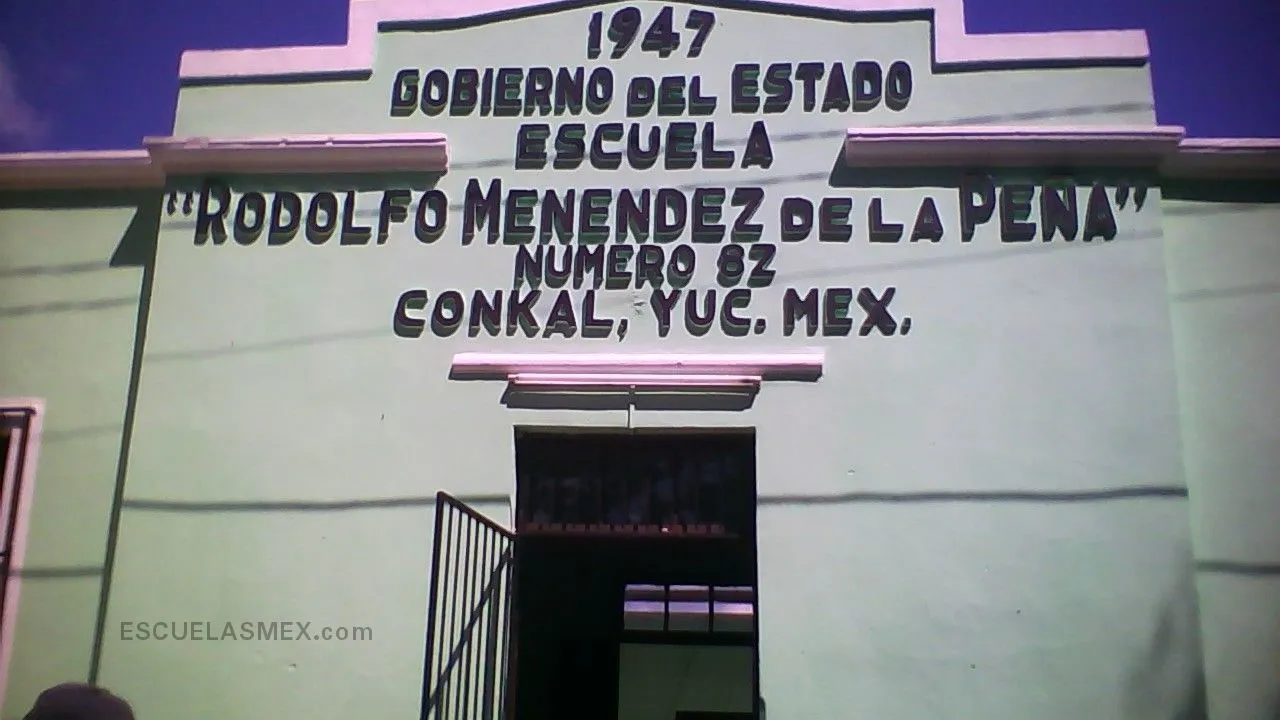 1947
GOBIERNO DEL ESTADO
ESCUELA
"RODOLFO MENENDEZ DE LA PEÑA"
NUMERO 82
CONKAL, YUC. MEX.
ESCUELASMEX.com